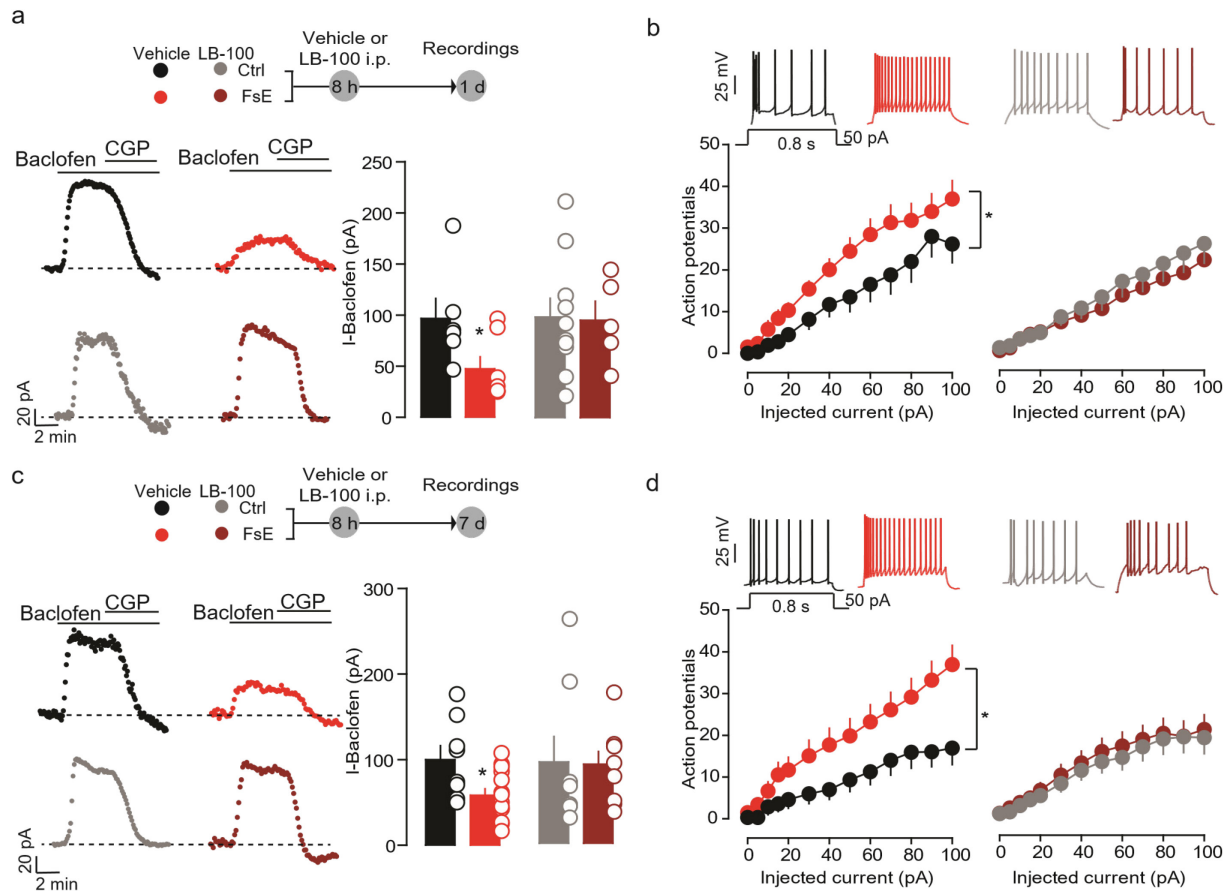 a
Vehicle LB-100
Ctrl
FsE
Vehicle or
LB-100 i.p.
8 h
Recordings
1 d
Baclofen CGP
Baclofen CGP
20 pA
2 min
I-Baclofen (pA)
250
200
150
100
50
0
*
b
25 mV
0.8 s
50 pA
Action potentials
50
40
30
20
10
0
*
0 20 40 60 80 100
Injected current (pA)
0 20 40 60 80 100
Injected current (pA)
c
Vehicle LB-100
Ctrl
FsE
Vehicle or
LB-100 i.p.
8 h
Recordings
7 d
Baclofen CGP
Baclofen CGP
20 pA
2 min
I-Baclofen (pA)
300
200
100
0
*
d
25 mV
0.8 s
50 pA
Action potentials
50
40
30
20
10
0
*
0 20 40 60 80 100
Injected current (pA)
0 20 40 60 80 100
Injected current (pA)